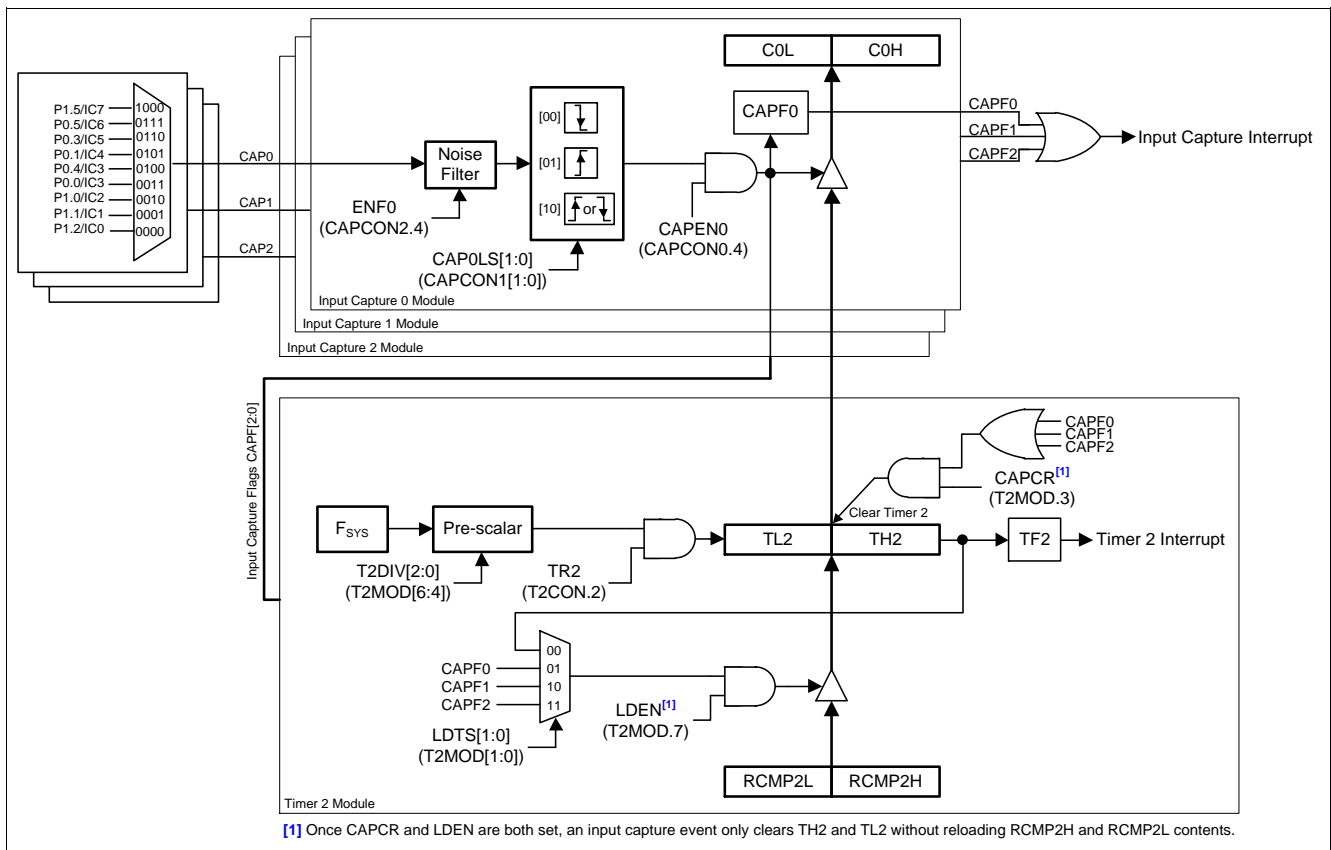 C0L
C0H
P1.5/IC7
P0.5/IC6
P0.3/IC5
P0.1/IC4
P0.4/IC3
P0.0/IC3
P1.0/IC2
P1.1/IC1
P1.2/IC0
1000
0111
0110
0101
0100
0011
0010
0001
0000
CAP0
CAP1
CAP2
Noise
Filter
ENF0
(CAPCON2.4)
[00]
[01]
[10]
or
CAP0LS[1:0]
(CAPCON1[1:0])
CAPF0
CAPEN0
(CAPCON0.4)
CAPF0
CAPF1
CAPF2
Input Capture Interrupt
Input Capture 0 Module
Input Capture 1 Module
Input Capture 2 Module
Input Capture Flags CAPF[2:0]
CAPF0
CAPF1
CAPF2
CAPCR[1]
(T2MOD.3)
Clear Timer 2
FSYS
Pre-scalar
T2DIV[2:0]
(T2MOD[6:4])
TR2
(T2CON.2)
TL2
TH2
TF2
Timer 2 Interrupt
00
CAPF0
01
CAPF1
10
CAPF2
11
LDTS[1:0]
(T2MOD[1:0])
LDEN[1]
(T2MOD.7)
RCMP2L
RCMP2H
Timer 2 Module
[1] Once CAPCR and LDEN are both set, an input capture event only clears TH2 and TL2 without reloading RCMP2H and RCMP2L contents.